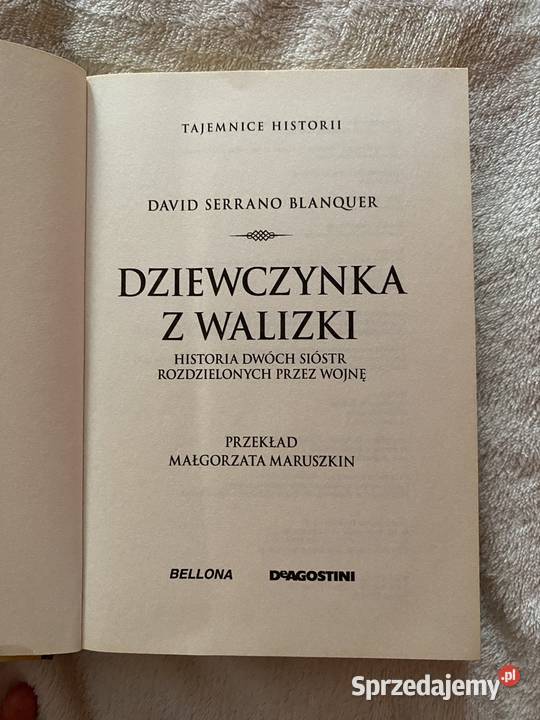 TAJEMNICE HISTORII
DAVID SERRANO BLANQUER
DZIEWCZYNKA
Z WALIZKI
HISTORIA DWÓCH SIÓSTR
ROZDZIELONYCH PRZEZ WOJNĘ
PRZEKŁAD
MAŁGORZATA MARUSZKIN
BELLONA DeAGOSTINI
Sprzedajemy.pl